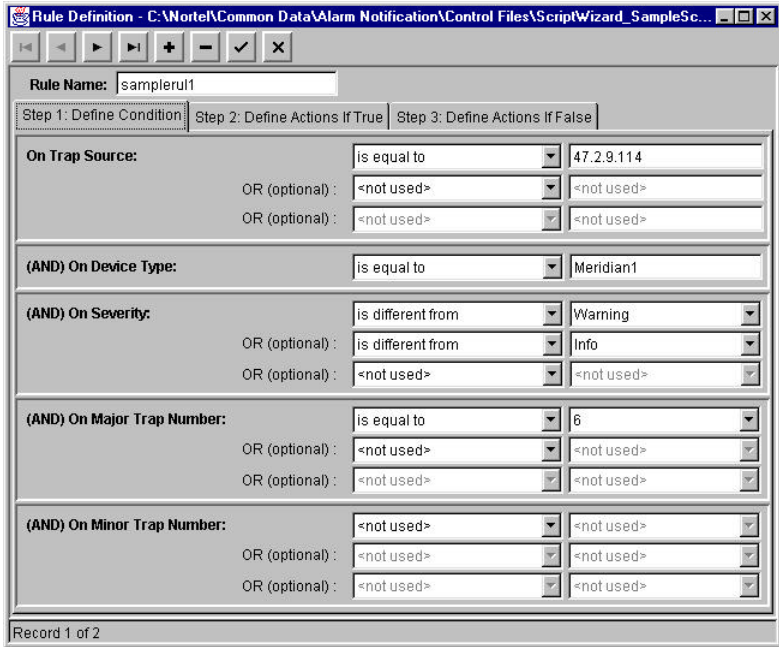 Rule Definition - C:\Nortel\Common Data\Alarm Notification\Control Files\ScriptWizard_SampleSc...
Rule Name: samplerul1
Step 1: Define Condition Step 2: Define Actions If True Step 3: Define Actions If False
On Trap Source: is equal to 47.2.9.114
OR (optional) : <not used> <not used>
OR (optional) : <not used> <not used>
(AND) On Device Type: is equal to Meridian1
(AND) On Severity: is different from Warning
OR (optional) : is different from Info
OR (optional) : <not used> <not used>
(AND) On Major Trap Number: is equal to 6
OR (optional) : <not used> <not used>
OR (optional) : <not used> <not used>
(AND) On Minor Trap Number: <not used> <not used>
OR (optional) : <not used> <not used>
OR (optional) : <not used> <not used>
Record 1 of 2